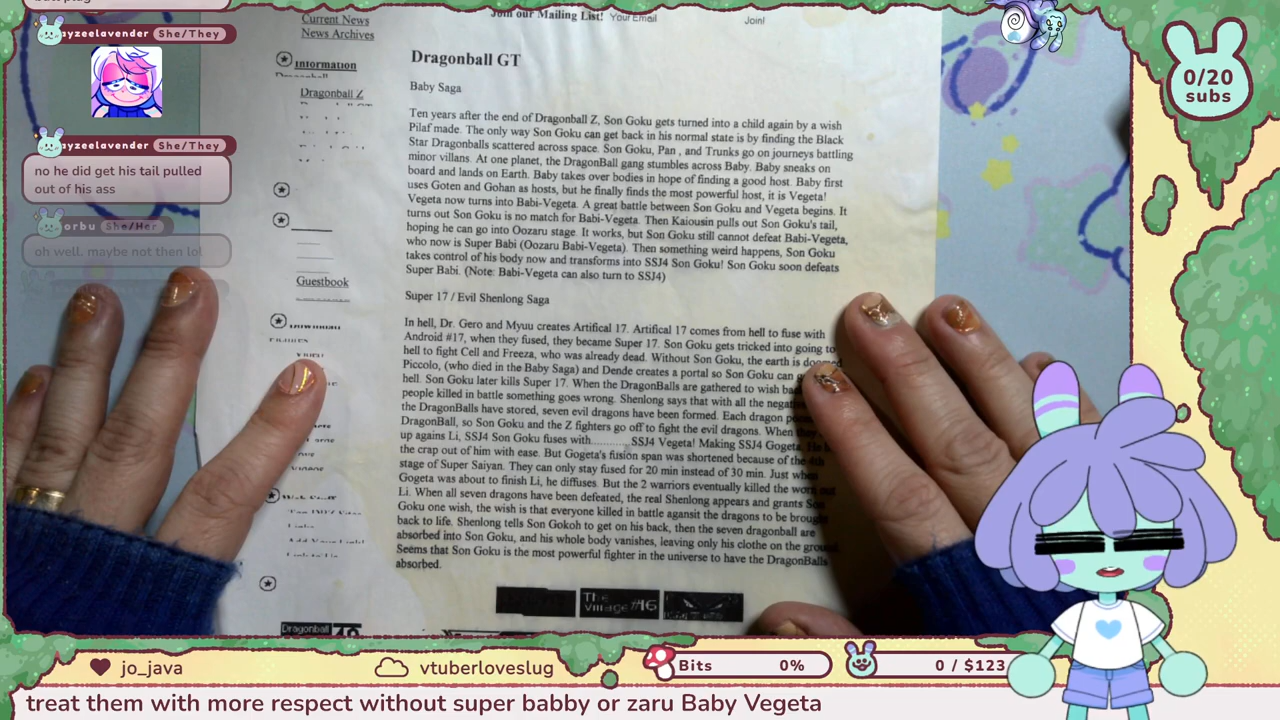 Join our Mailing List! Your Email Join!
Current News
News Archives
Information
Dragonball Z
Guestbook
Dragonball GT
Baby Saga
Ten years after the end of Dragonball Z, Son Goku gets turned into a child again by a wish
Pilaf made. The only way Son Goku can get back in his normal state is by finding the Black
Star Dragonballs scattered across space. Son Goku, Pan , and Trunks go on journeys battling
minor villans. At one planet, the DragonBall gang stumbles across Baby. Baby sneaks on
board and lands on Earth. Baby takes over bodies in hope of finding a good host. Baby first
uses Goten and Gohan as hosts, but he finally finds the most powerful host, it is Vegeta!
Vegeta now turns into Babi-Vegeta. A great battle between Son Goku and Vegeta begins. It
turns out Son Goku is no match for Babi-Vegeta. Then Kaiousin pulls out Son Goku's tail,
hoping he can go into Oozaru stage. It works, but Son Goku still cannot defeat Babi-Vegeta,
who now is Super Babi (Oozaru Babi-Vegeta). Then something weird happens, Son Goku
takes control of his body now and transforms into SSJ4 Son Goku! Son Goku soon defeats
Super Babi. (Note: Babi-Vegeta can also turn to SSJ4)
Super 17 / Evil Shenlong Saga
In hell, Dr. Gero and Myuu creates Artifical 17. Artifical 17 comes from hell to fuse with
Android #17, when they fused, they became Super 17. Son Goku gets tricked into going to
hell to fight Cell and Freeza, who was already dead. Without Son Goku, the earth is doomed
Piccolo, (who died in the Baby Saga) and Dende creates a portal so Son Goku can
hell. Son Goku later kills Super 17. When the DragonBalls are gathered to wish
people killed in battle something goes wrong. Shenlong says that with all the
the DragonBalls have stored, seven evil dragons have been formed. Each dragon
DragonBall, so Son Goku and the Z fighters go off to fight the evil dragons. When they
up agains Li, SSJ4 Son Goku fuses with........... SSJ4 Vegeta! Making SSJ4 Gogeta.
the crap out of him with ease. But Gogeta's fusion span was shortened because of the 4th
stage of Super Saiyan. They can only stay fused for 20 min instead of 30 min. Just when
Gogeta was about to finish Li, he diffuses. But the 2 warriors eventually killed the worn out
Li. When all seven dragons have been defeated, the real Shenlong appears and grants Son
Goku one wish, the wish is that everyone killed in battle agansit the dragons to be brought
back to life. Shenlong tells Son Gokoh to get on his back, then the seven dragonball are
absorbed into Son Goku, and his whole body vanishes, leaving only his clothe on the ground.
Seems that Son Goku is the most powerful fighter in the universe to have the DragonBalls
absorbed.
The
Village #16
Dragonball
ayzeelavender She/They
ayzeelavender She/They
no he did get his tail pulled
out of his ass
orbu She/Her
oh well. maybe not then lol
0/20
subs
jo_java
vtuberloveslug
Bits 0%
0 / $123
treat them with more respect without super babby or zaru Baby Vegeta